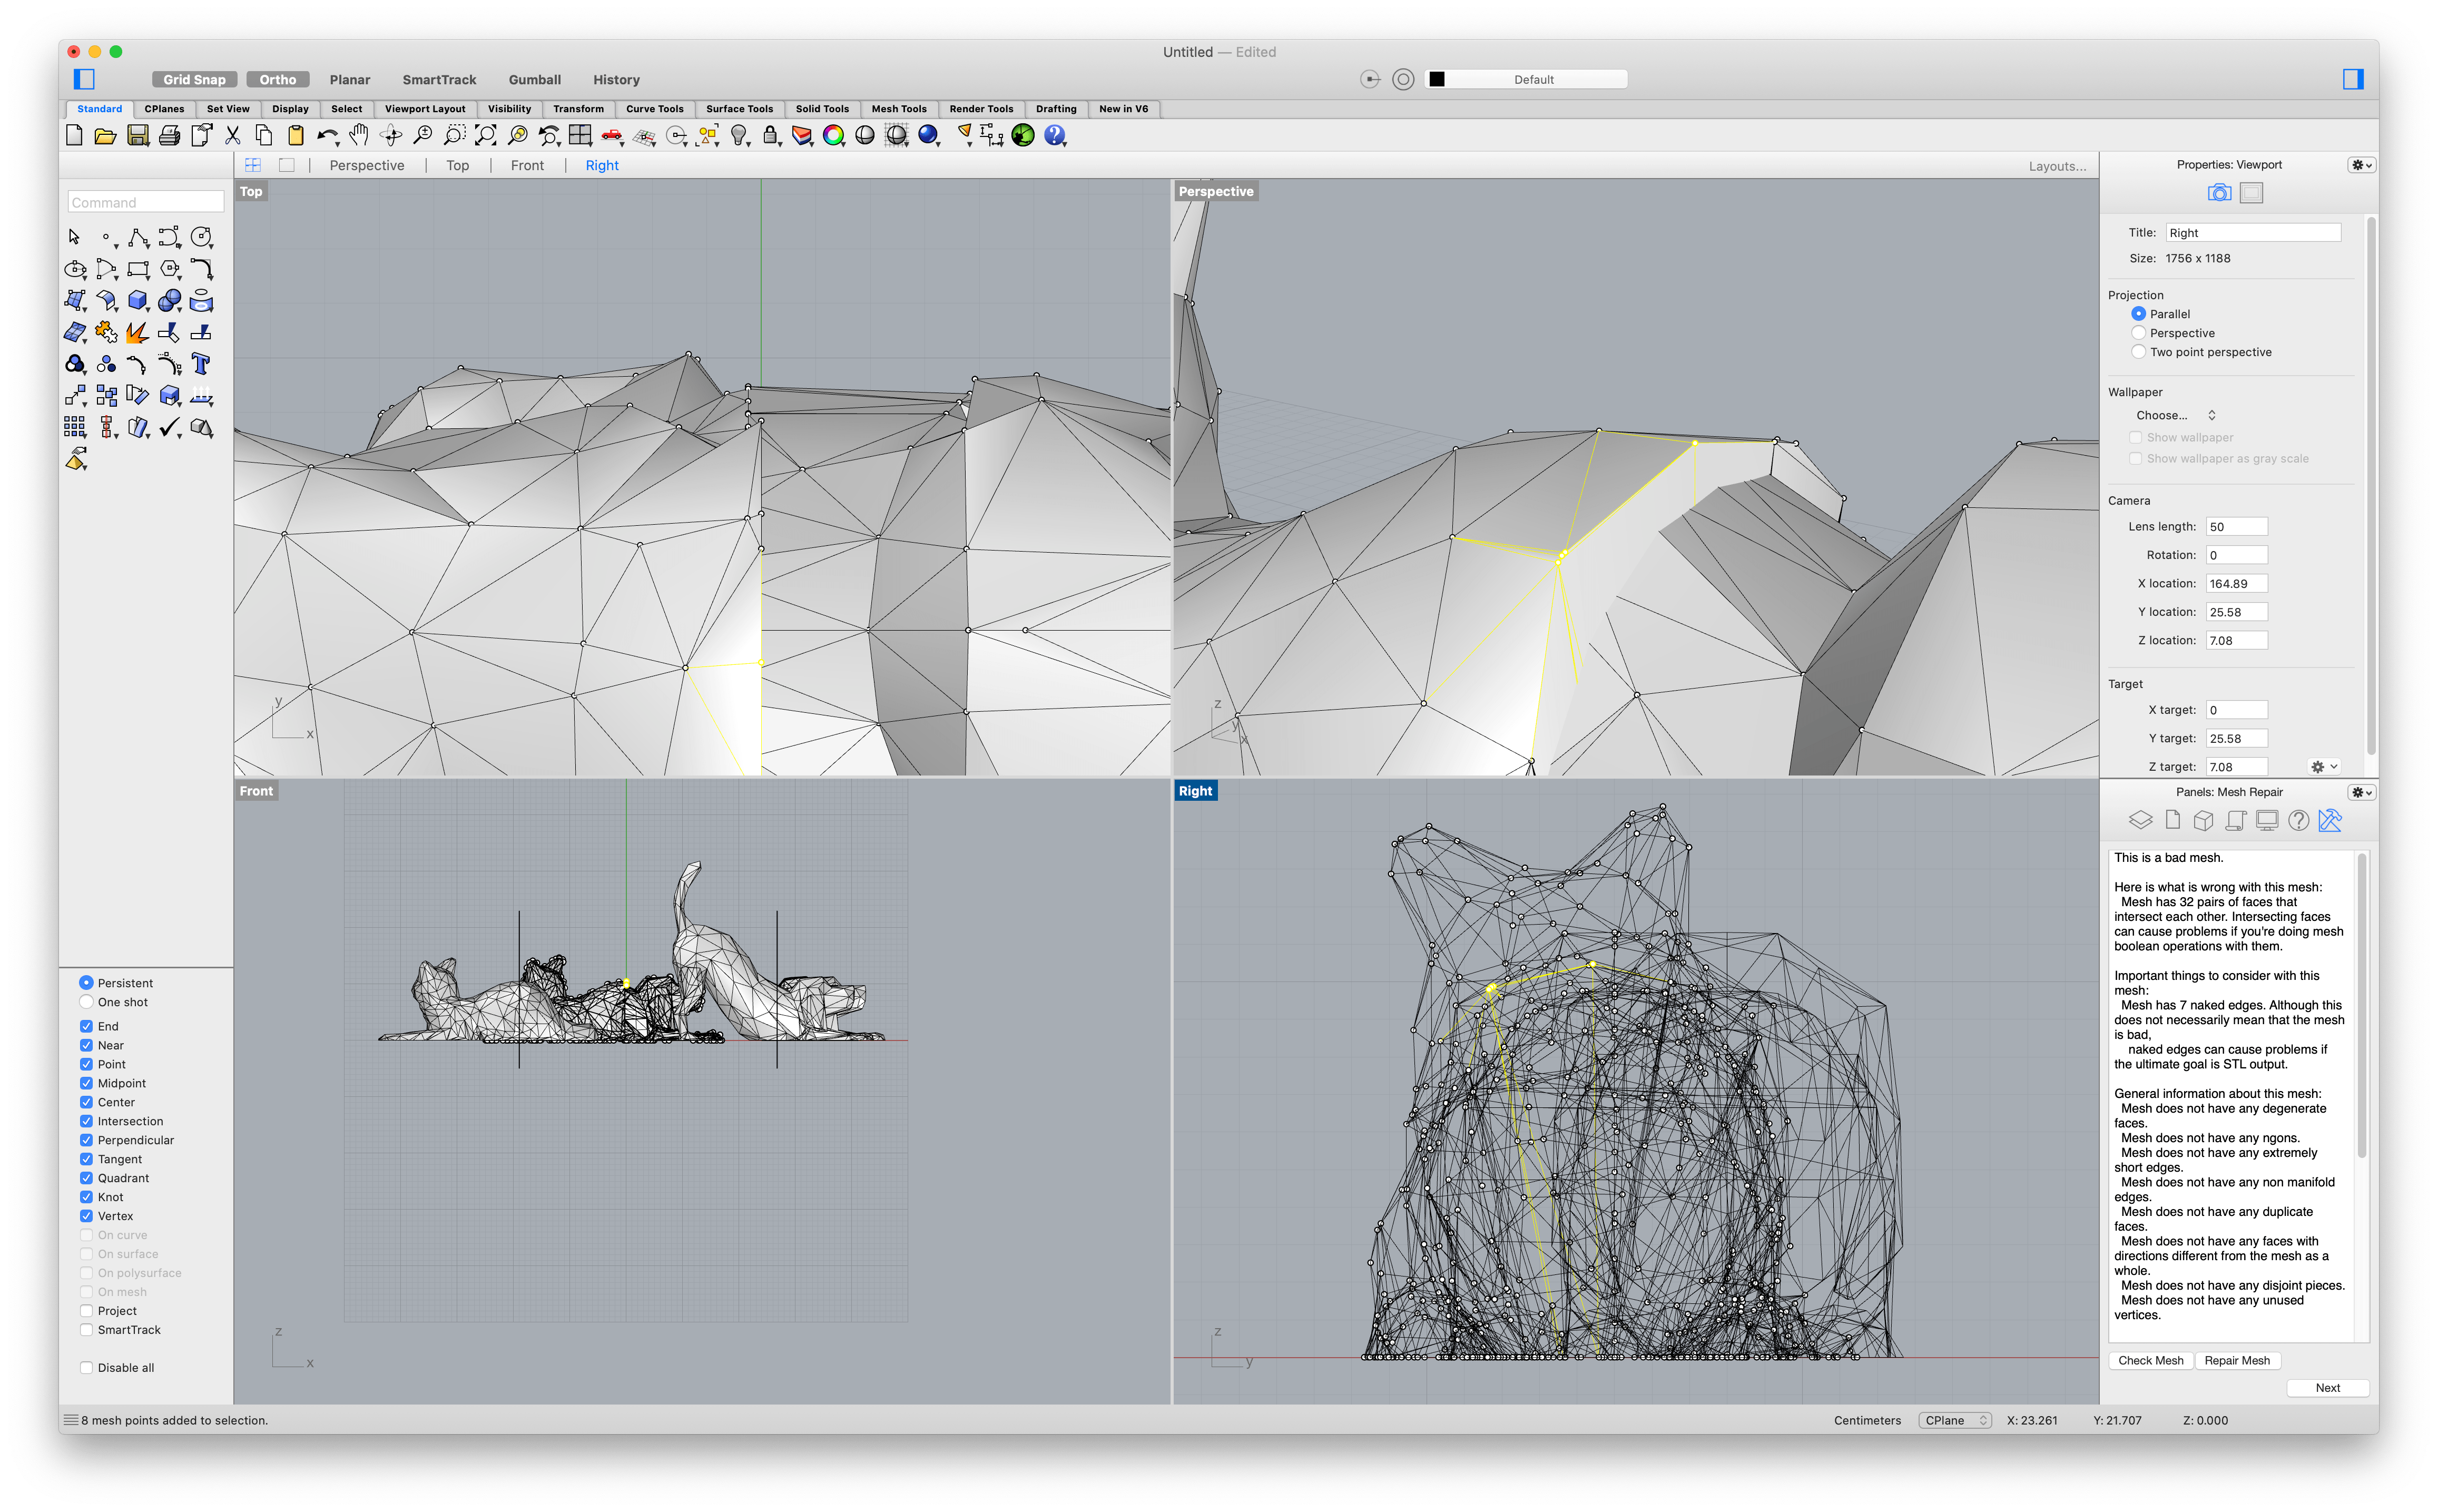 Untitled — Edited
Grid Snap Ortho Planar SmartTrack Gumball History Default
Standard CPlanes Set View Display Select Viewport Layout Visibility Transform Curve Tools Surface Tools Solid Tools Mesh Tools Render Tools Drafting New in V6
Perspective | Top | Front | Right Layouts...
Command
Top
y
x
Perspective
z
y
x
Front
z
x
Right
z
y
Persistent
One shot
End
Near
Point
Midpoint
Center
Intersection
Perpendicular
Tangent
Quadrant
Knot
Vertex
On curve
On surface
On polysurface
On mesh
Project
SmartTrack
Disable all
Properties: Viewport
Title: Right
Size: 1756 x 1188
Projection
Parallel
Perspective
Two point perspective
Wallpaper
Choose...
Show wallpaper
Show wallpaper as gray scale
Camera
Lens length: 50
Rotation: 0
X location: 164.89
Y location: 25.58
Z location: 7.08
Target
X target: 0
Y target: 25.58
Z target: 7.08
Panels: Mesh Repair
This is a bad mesh.
Here is what is wrong with this mesh:
Mesh has 32 pairs of faces that
intersect each other. Intersecting faces
can cause problems if you're doing mesh
boolean operations with them.
Important things to consider with this
mesh:
Mesh has 7 naked edges. Although this
does not necessarily mean that the mesh
is bad,
naked edges can cause problems if
the ultimate goal is STL output.
General information about this mesh:
Mesh does not have any degenerate
faces.
Mesh does not have any ngons.
Mesh does not have any extremely
short edges.
Mesh does not have any non manifold
edges.
Mesh does not have any duplicate
faces.
Mesh does not have any faces with
directions different from the mesh as a
whole.
Mesh does not have any disjoint pieces.
Mesh does not have any unused
vertices.
Check Mesh Repair Mesh
Next
8 mesh points added to selection. Centimeters CPlane X: 23.261 Y: 21.707 Z: 0.000